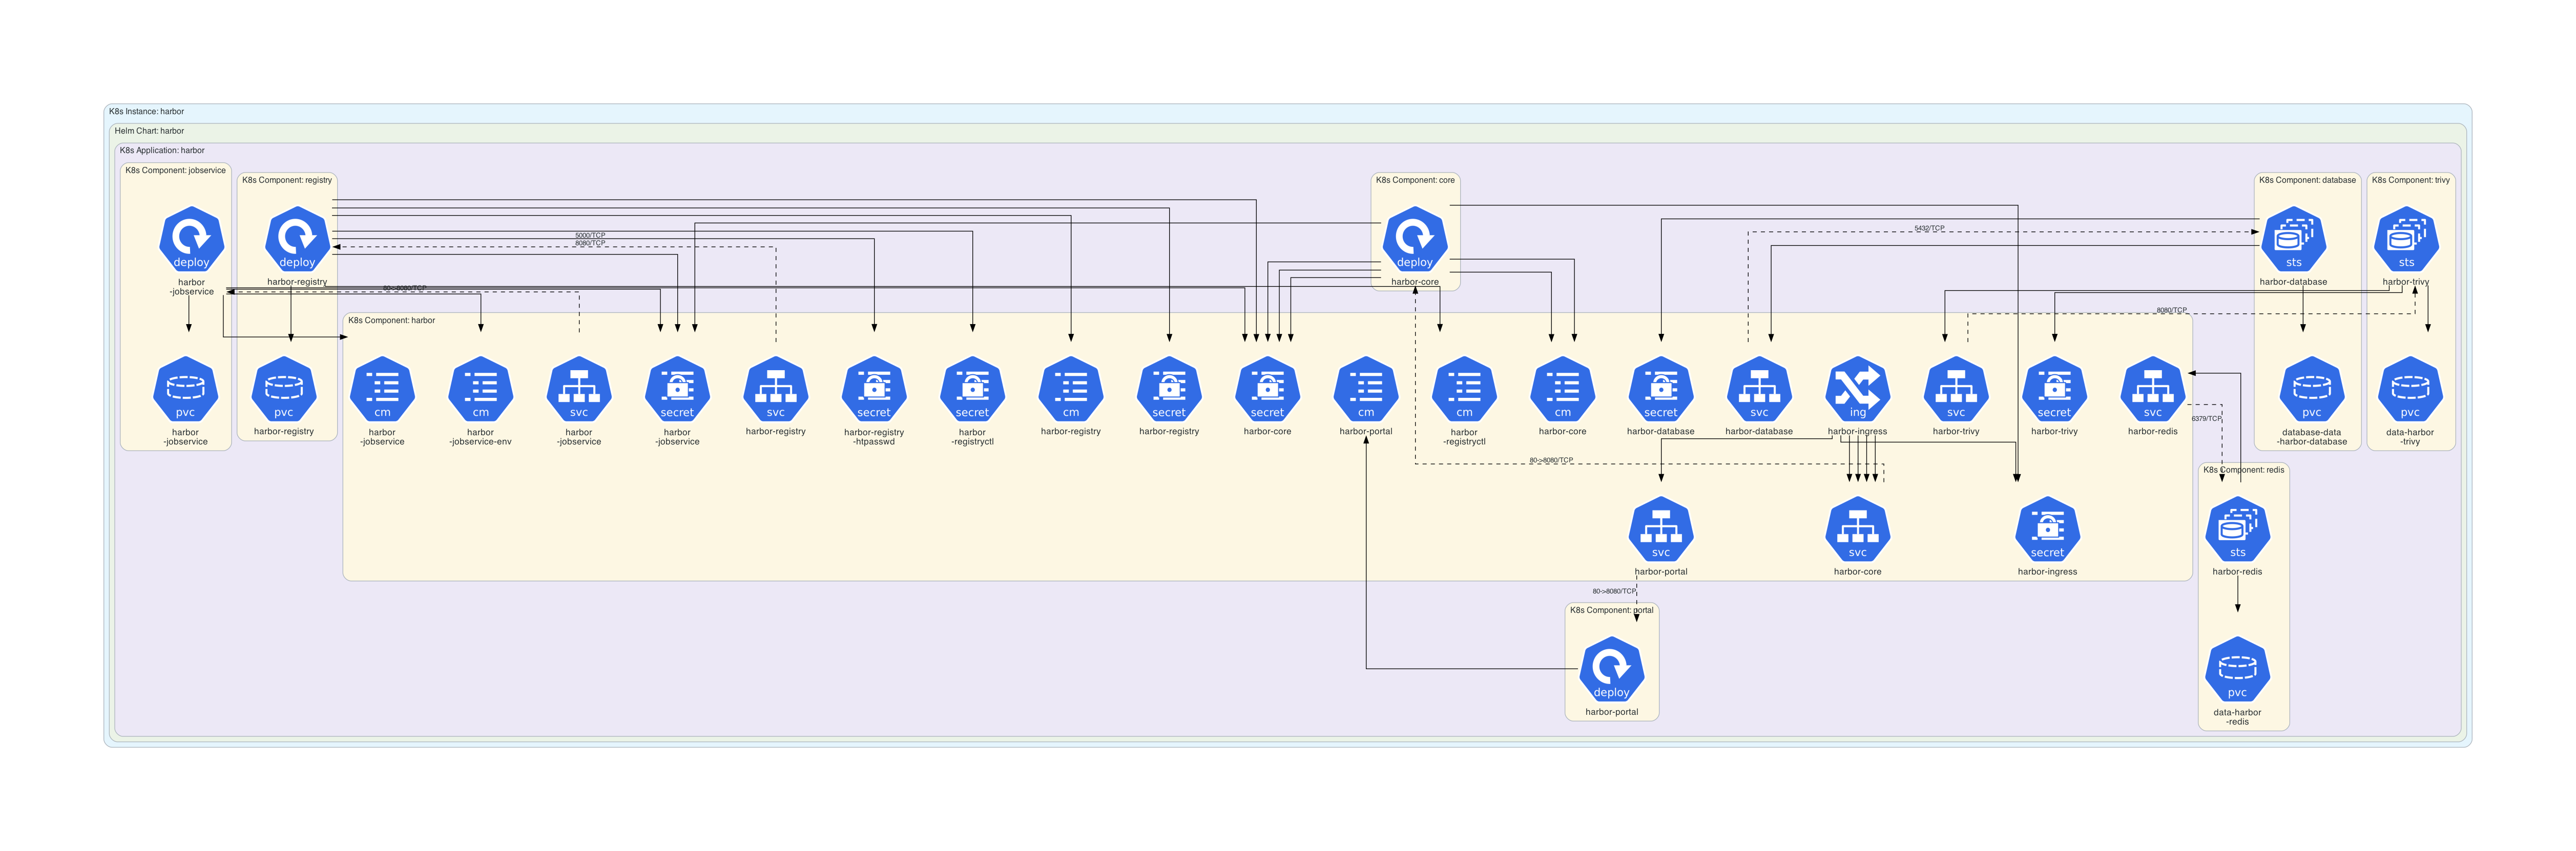 K8s Instance: harbor
Helm Chart: harbor
K8s Application: harbor
K8s Component: jobservice
K8s Component: registry
K8s Component: core
K8s Component: database
K8s Component: trivy
deploy
harbor
-jobservice
deploy
harbor-registry
5000/TCP
8080/TCP
80->8080/TCP
deploy
harbor-core
5432/TCP
sts
harbor-database
sts
harbor-trivy
8080/TCP
K8s Component: harbor
pvc
harbor
-jobservice
pvc
harbor-registry
cm
harbor
-jobservice
cm
harbor
-jobservice-env
svc
harbor
-jobservice
secret
harbor
-jobservice
svc
harbor-registry
secret
harbor-registry
-htpasswd
secret
harbor
-registryctl
cm
harbor-registry
secret
harbor-registry
secret
harbor-core
cm
harbor-portal
cm
harbor
-registryctl
cm
harbor-core
secret
harbor-database
svc
harbor-database
ing
harbor-ingress
svc
harbor-trivy
secret
harbor-trivy
svc
harbor-redis
6379/TCP
pvc
database-data
-harbor-database
pvc
data-harbor
-trivy
80->8080/TCP
K8s Component: redis
svc
harbor-portal
svc
harbor-core
secret
harbor-ingress
sts
harbor-redis
80->8080/TCP
K8s Component: portal
deploy
harbor-portal
pvc
data-harbor
-redis